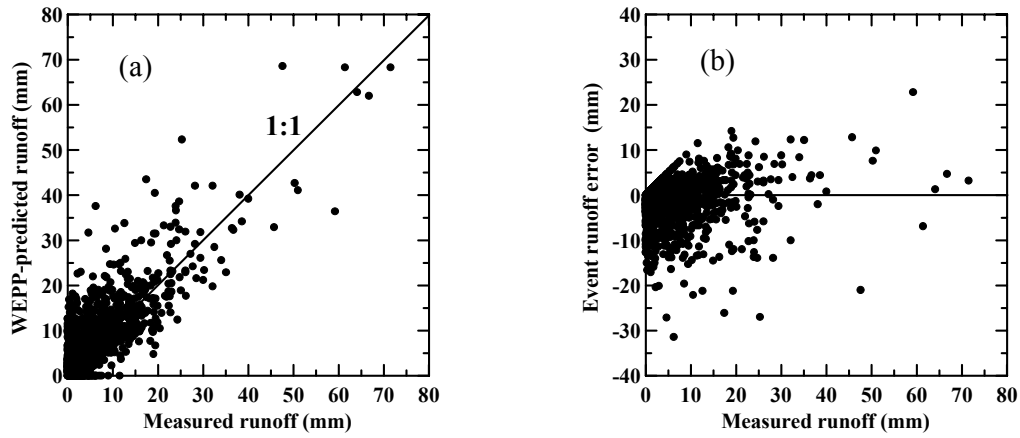 80
70
60
50
40
30
20
10
0
WEPP-predicted runoff (mm)
(a)
1:1
0 10 20 30 40 50 60 70 80
Measured runoff (mm)
40
30
20
10
0
-10
-20
-30
-40
Event runoff error (mm)
(b)
0 10 20 30 40 50 60 70 80
Measured runoff (mm)